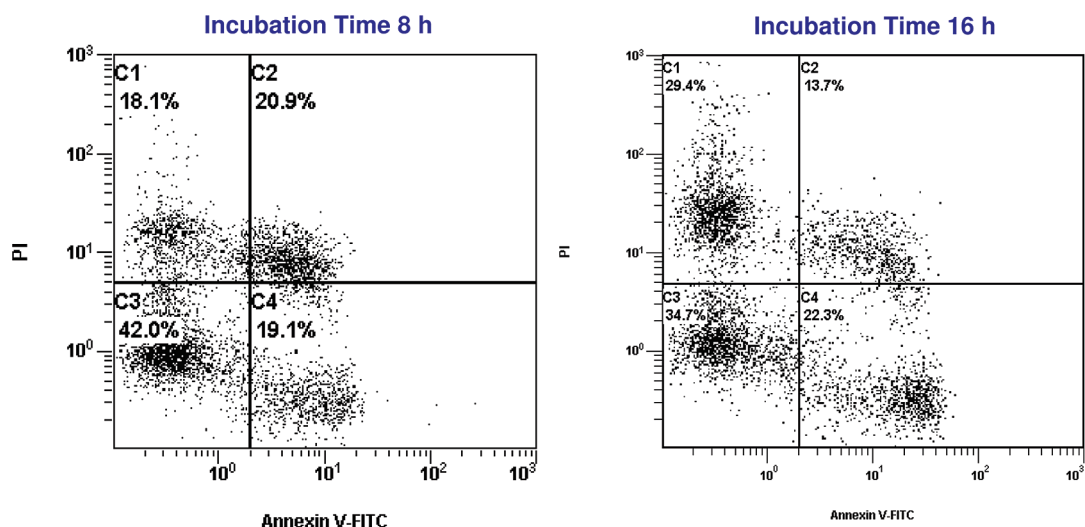 Incubation Time 8 h
10³
C1
18.1%
C2
20.9%
10²
10¹
C3
42.0%
C4
19.1%
10⁰
10⁰ 10¹ 10² 10³
PI
Annexin V-FITC
Incubation Time 16 h
10³
C1
29.4%
C2
13.7%
10²
10¹
C3
34.7%
C4
22.3%
10⁰
10⁰ 10¹ 10² 10³
PI
Annexin V-FITC